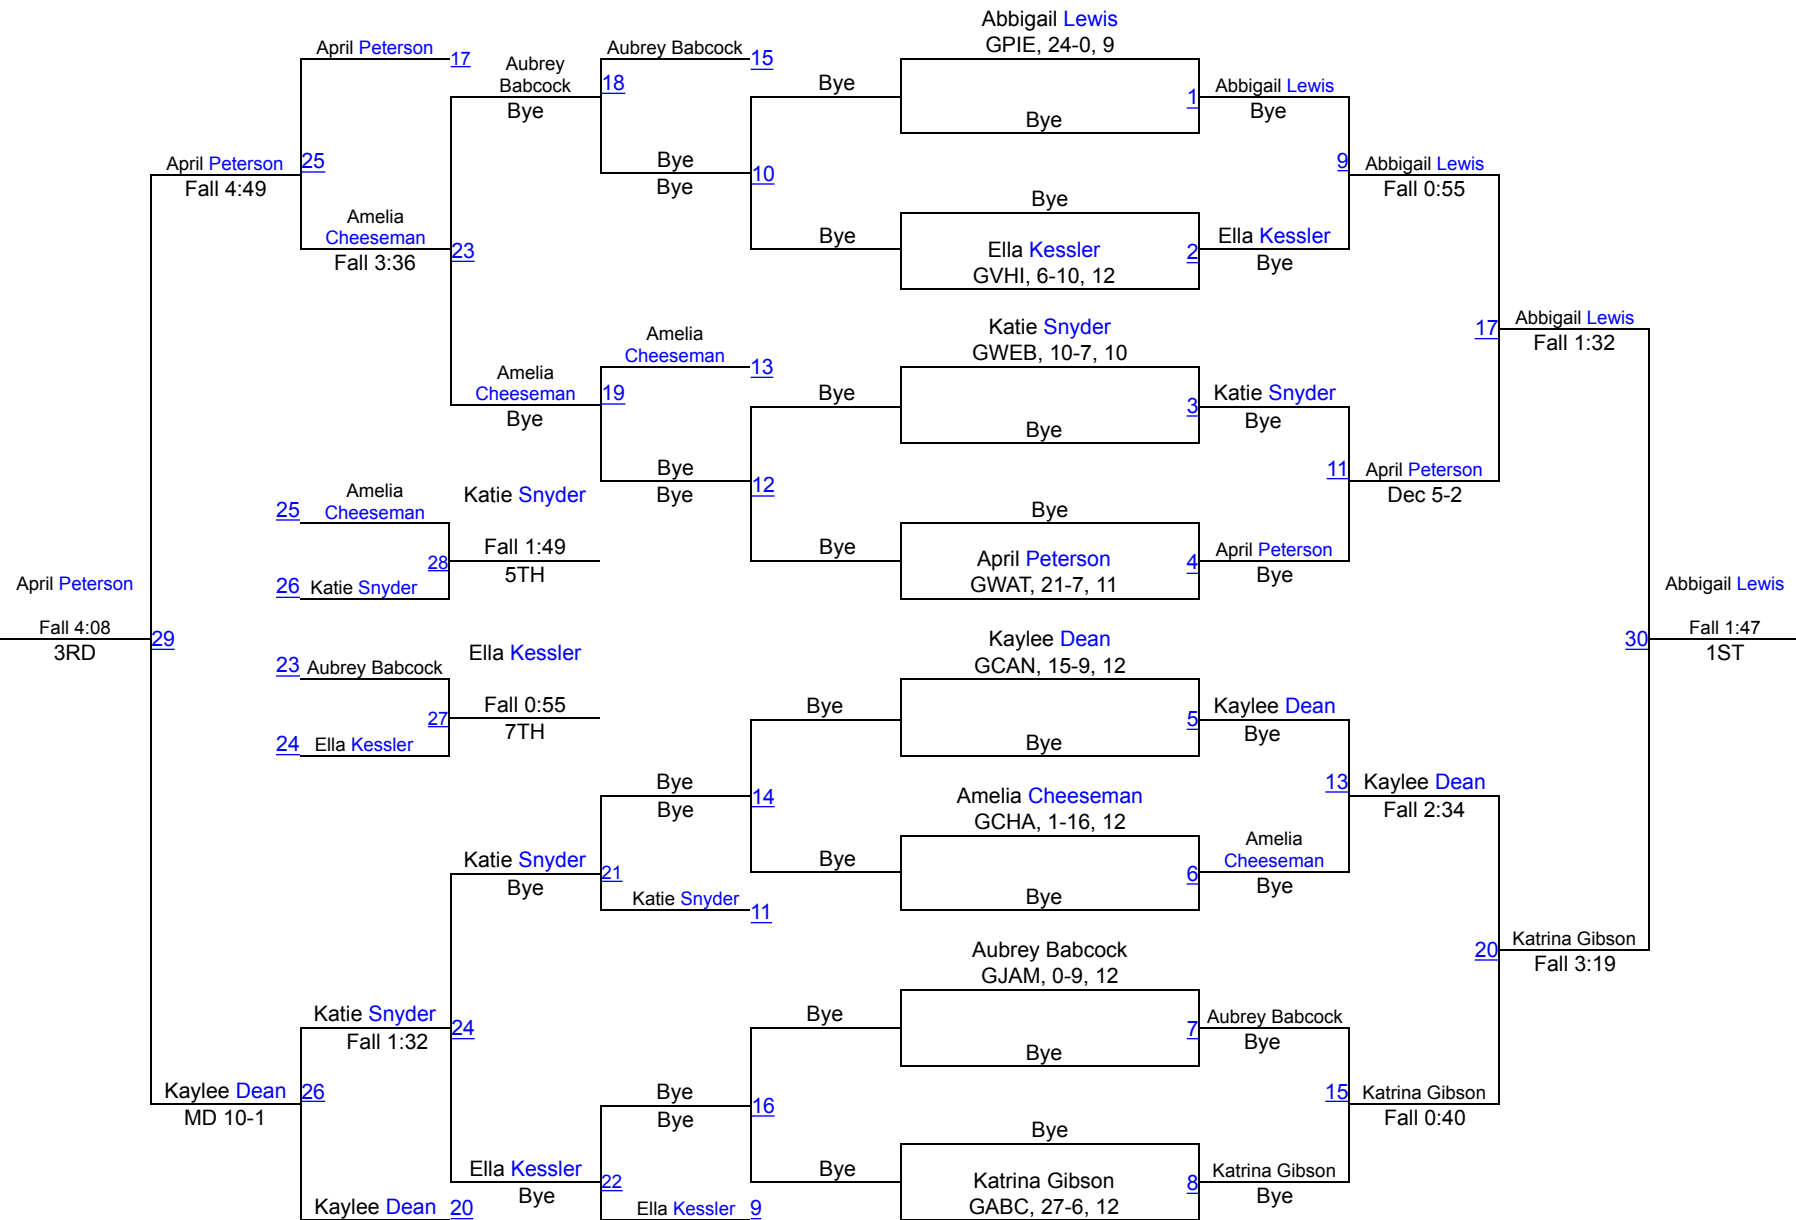 April Peterson
17
April Peterson
25
Fall 4:49
Amelia
Cheeseman
Fall 3:36
23
Aubrey
Babcock
Bye
18
Aubrey Babcock
15
Bye
Bye
10
Bye
Bye
Amelia
Cheeseman
13
Amelia
Cheeseman
Bye
19
Bye
Bye
12
Bye
Bye
25
Amelia
Cheeseman
26
Katie Snyder
28
Katie Snyder
Fall 1:49
5TH
April Peterson
Fall 4:08
3RD
29
23
Aubrey Babcock
24
Ella Kessler
27
Ella Kessler
Fall 0:55
7TH
Bye
Bye
14
Bye
Bye
Katie Snyder
Bye
21
Katie Snyder
11
Katie Snyder
Fall 1:32
24
Kaylee Dean
MD 10-1
26
Kaylee Dean
20
Ella Kessler
Bye
22
Ella Kessler
9
Bye
Bye
16
Bye
Bye
Abbigail Lewis
GPIE, 24-0, 9
Bye
1
Abbigail Lewis
Bye
Bye
Ella Kessler
GVHI, 6-10, 12
2
Ella Kessler
Bye
9
Abbigail Lewis
Fall 0:55
Katie Snyder
GWEB, 10-7, 10
Bye
3
Katie Snyder
Bye
Bye
April Peterson
GWAT, 21-7, 11
4
April Peterson
Bye
11
April Peterson
Dec 5-2
17
Abbigail Lewis
Fall 1:32
Kaylee Dean
GCAN, 15-9, 12
Bye
5
Kaylee Dean
Bye
Amelia Cheeseman
GCHA, 1-16, 12
Bye
6
Amelia
Cheeseman
Bye
13
Kaylee Dean
Fall 2:34
Aubrey Babcock
GJAM, 0-9, 12
Bye
7
Aubrey Babcock
Bye
Bye
Katrina Gibson
GABC, 27-6, 12
8
Katrina Gibson
Bye
15
Katrina Gibson
Fall 0:40
20
Katrina Gibson
Fall 3:19
30
Abbigail Lewis
Fall 1:47
1ST